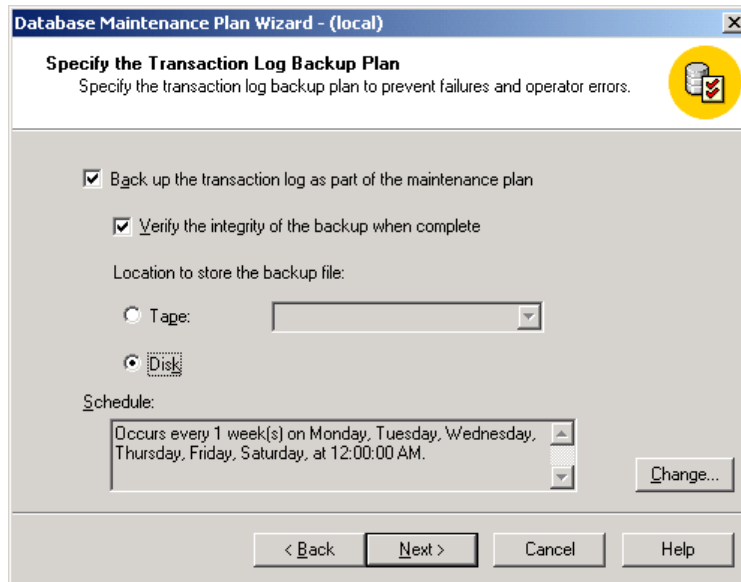 Database Maintenance Plan Wizard - (local)
Specify the Transaction Log Backup Plan
Specify the transaction log backup plan to prevent failures and operator errors.
Back up the transaction log as part of the maintenance plan
Verify the integrity of the backup when complete
Location to store the backup file:
Tape:
Disk
Schedule:
Occurs every 1 week(s) on Monday, Tuesday, Wednesday,
Thursday, Friday, Saturday, at 12:00:00 AM.
Change...
< Back
Next >
Cancel
Help